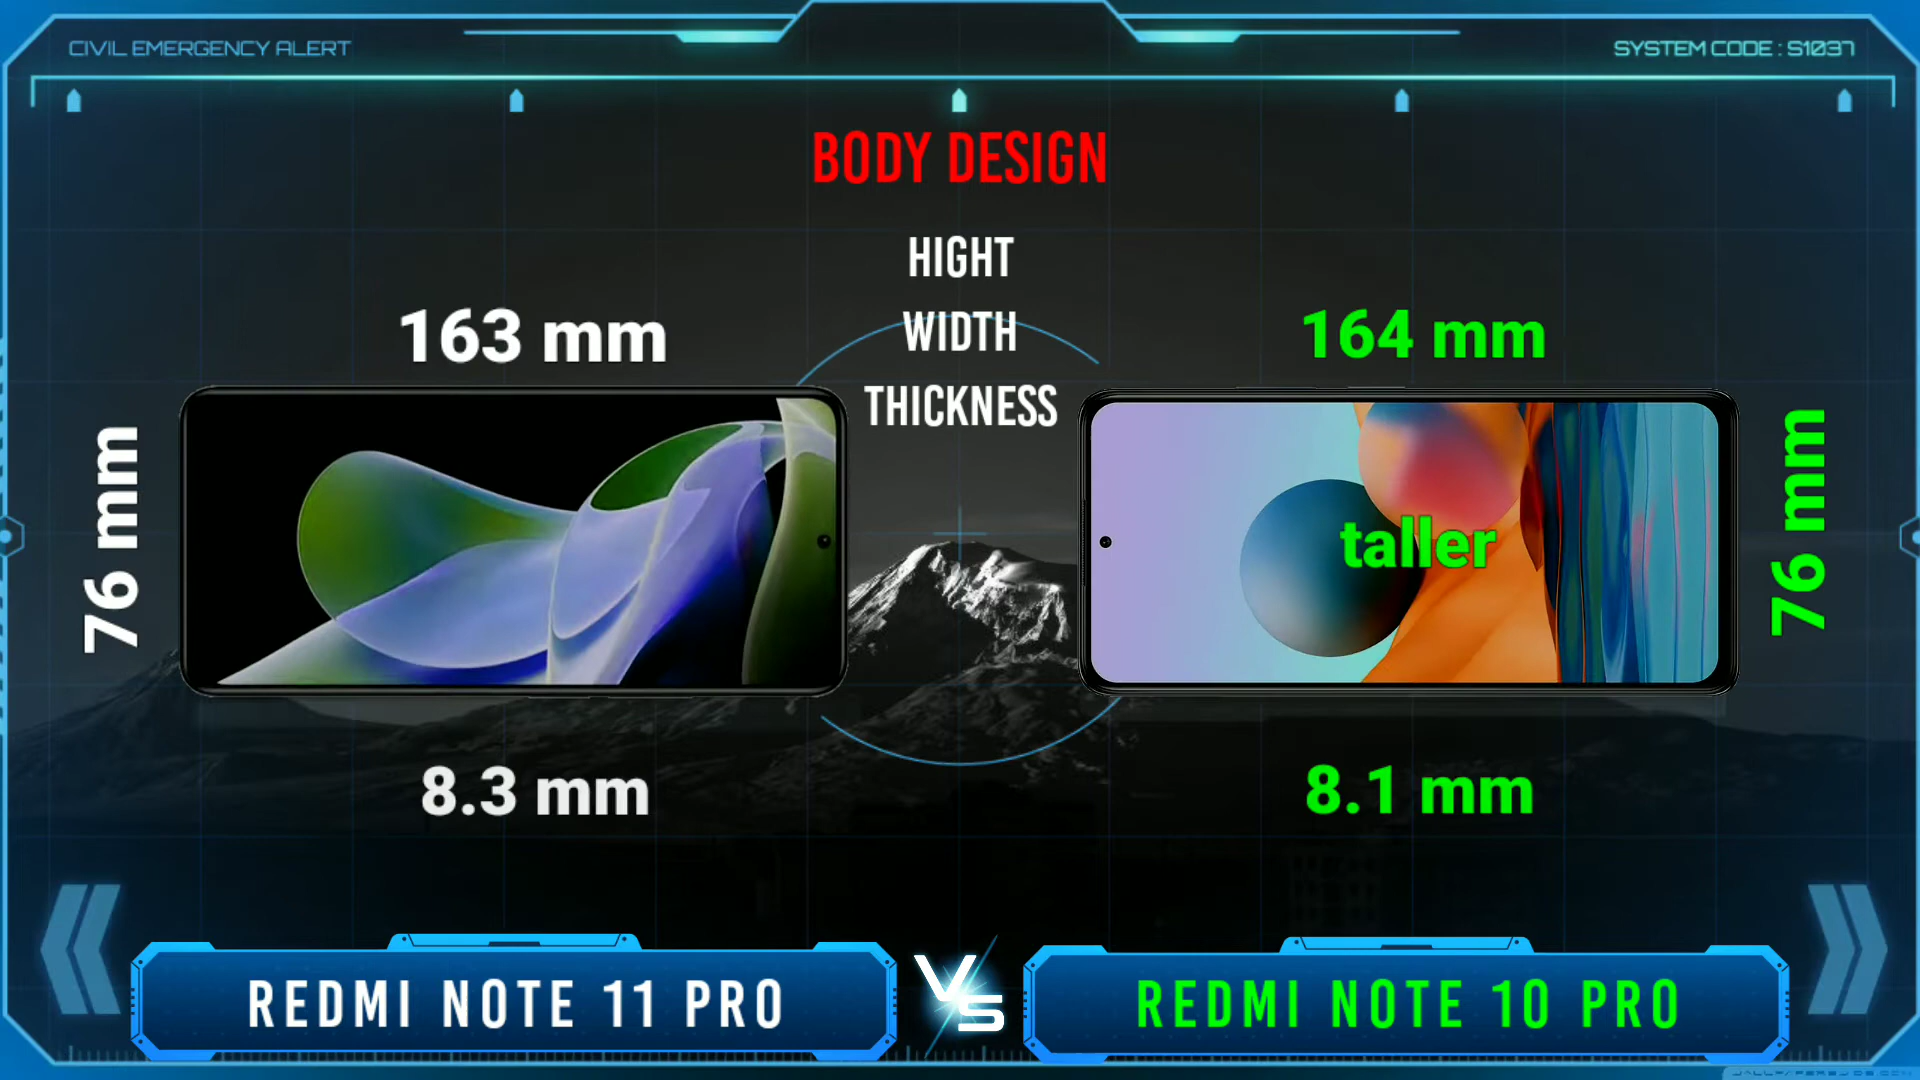 CIVIL EMERGENCY ALERT
SYSTEM CODE : S1037
BODY DESIGN
HIGHT
WIDTH
THICKNESS
163 mm
76 mm
8.3 mm
164 mm
76 mm
taller
8.1 mm
REDMI NOTE 11 PRO
VS
REDMI NOTE 10 PRO